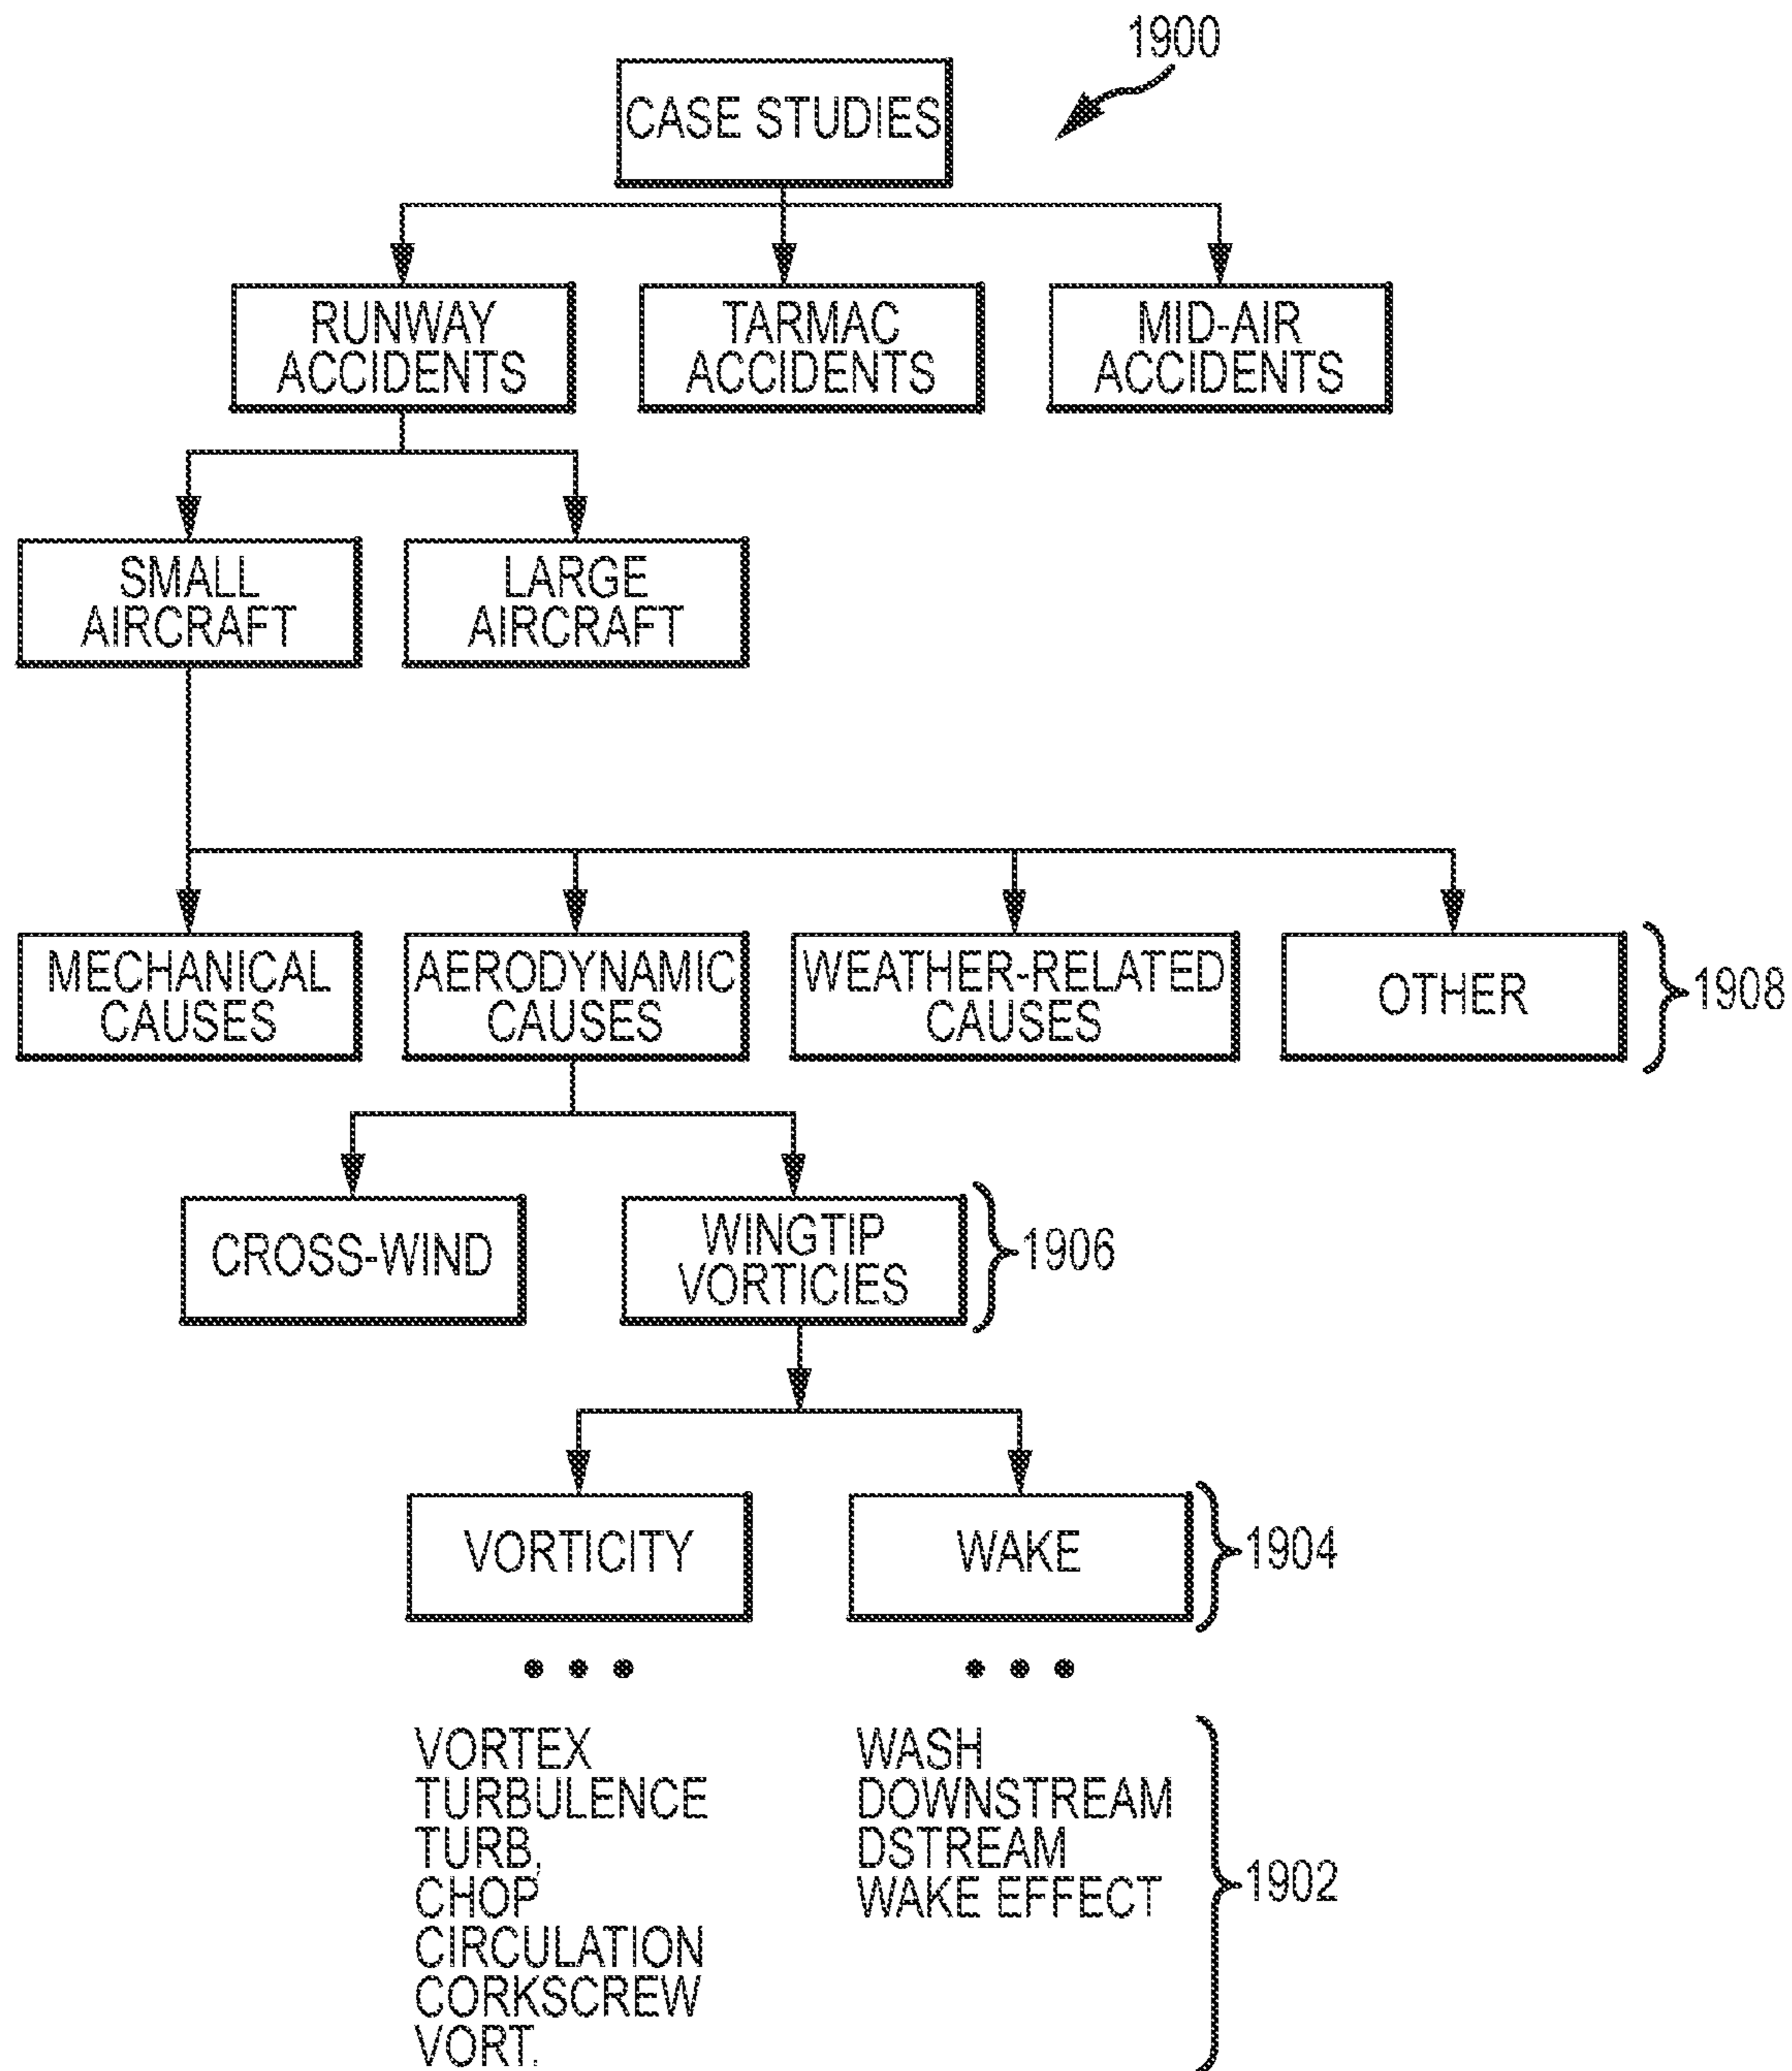 1900
CASE STUDIES
RUNWAY
ACCIDENTS
TARMAC
ACCIDENTS
MID-AIR
ACCIDENTS
SMALL
AIRCRAFT
LARGE
AIRCRAFT
MECHANICAL
CAUSES
AERODYNAMIC
CAUSES
WEATHER-RELATED
CAUSES
OTHER
1908
CROSS-WIND
WINGTIP
VORTICIES
1906
VORTICITY
WAKE
1904
VORTEX
TURBULENCE
TURB,
CHOP
CIRCULATION
CORKSCREW
VORT.
WASH
DOWNSTREAM
DSTREAM
WAKE EFFECT
1902